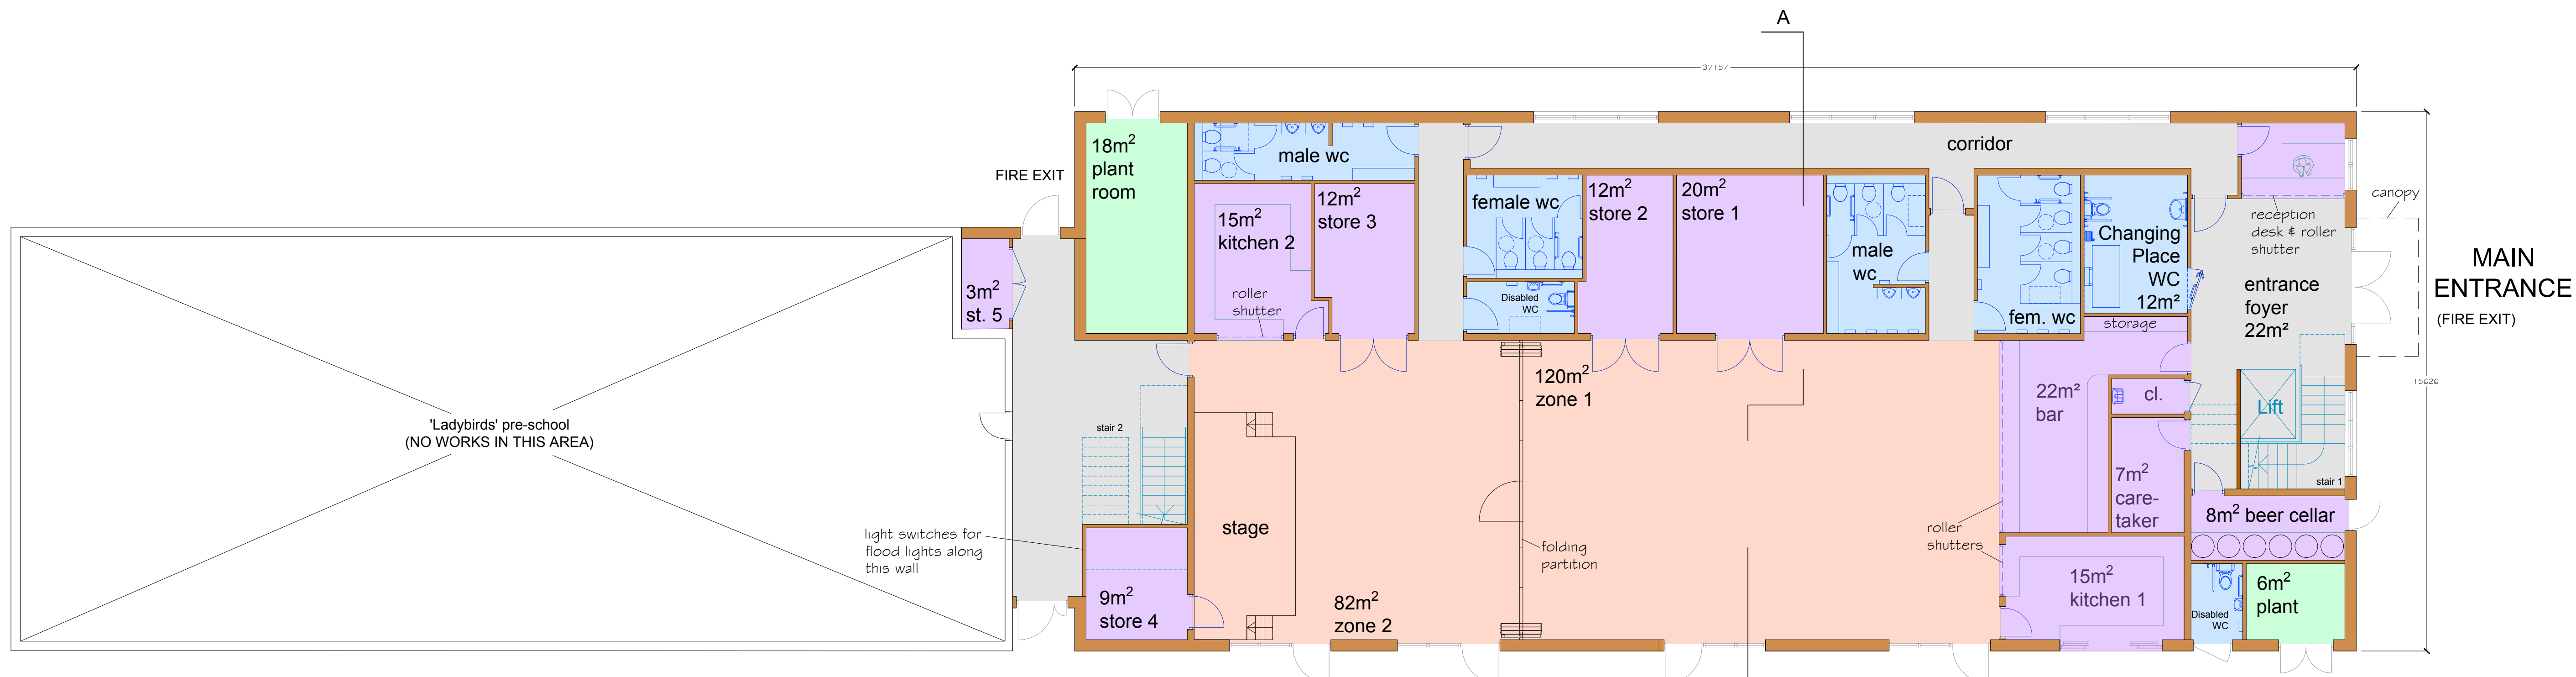 A
37157
FIRE EXIT
18m²
plant
room
male wc
15m²
kitchen 2
roller
shutter
12m²
store 3
female wc
Disabled
WC
12m²
store 2
20m²
store 1
male
wc
corridor
fem. wc
Changing
Place
WC
12m²
reception
desk & roller
shutter
canopy
MAIN
ENTRANCE
(FIRE EXIT)
entrance
foyer
22m²
storage
3m²
st. 5
'Ladybirds' pre-school
(NO WORKS IN THIS AREA)
stair 2
light switches for
flood lights along
this wall
9m²
store 4
stage
82m²
zone 2
120m²
zone 1
folding
partition
roller
shutters
22m²
bar
cl.
7m²
care-
taker
Lift
stair 1
8m² beer cellar
15m²
kitchen 1
Disabled
WC
6m²
plant
15626